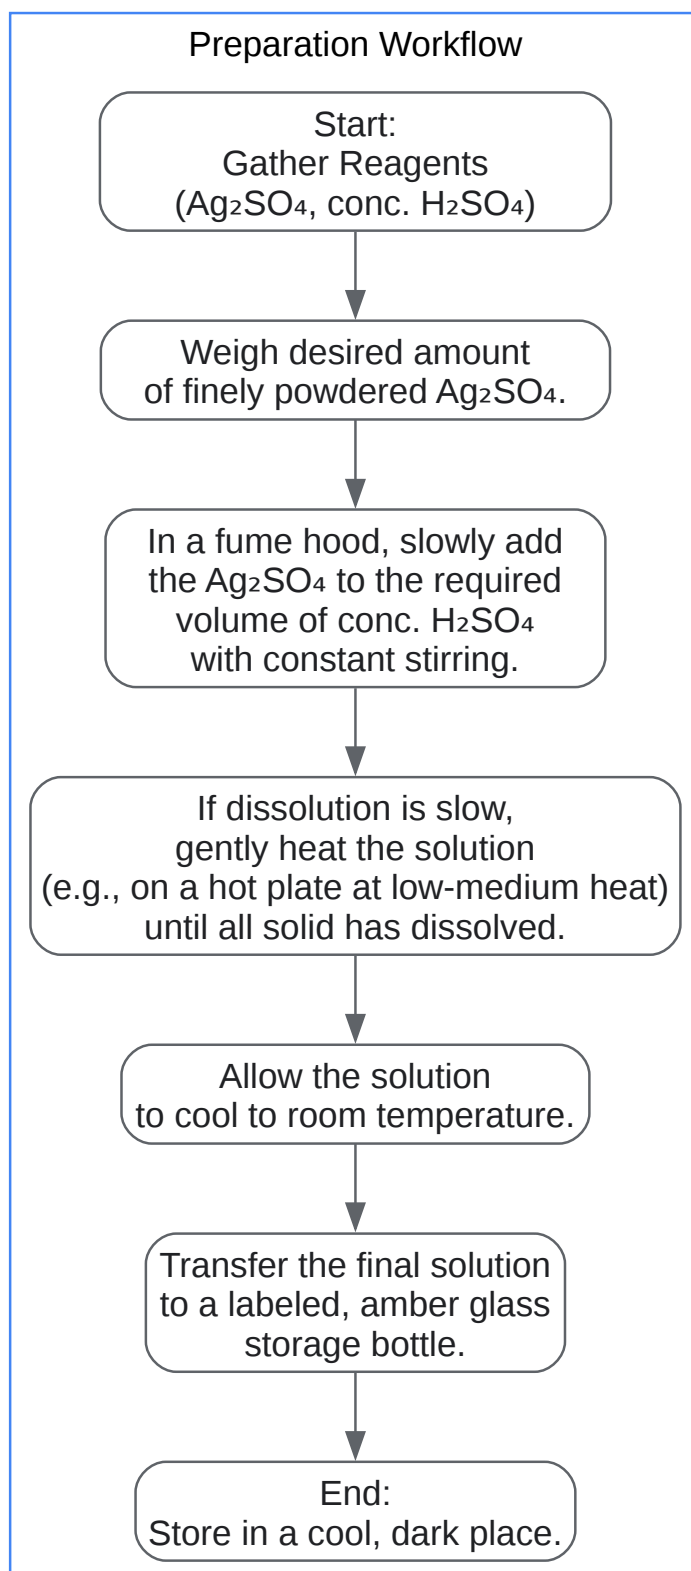 Preparation Workflow
Start:
Gather Reagents
(Ag₂SO₄, conc. H₂SO₄)
Weigh desired amount
of finely powdered Ag₂SO₄.
In a fume hood, slowly add
the Ag₂SO₄ to the required
volume of conc. H₂SO₄
with constant stirring.
If dissolution is slow,
gently heat the solution
(e.g., on a hot plate at low-medium heat)
until all solid has dissolved.
Allow the solution
to cool to room temperature.
Transfer the final solution
to a labeled, amber glass
storage bottle.
End:
Store in a cool, dark place.